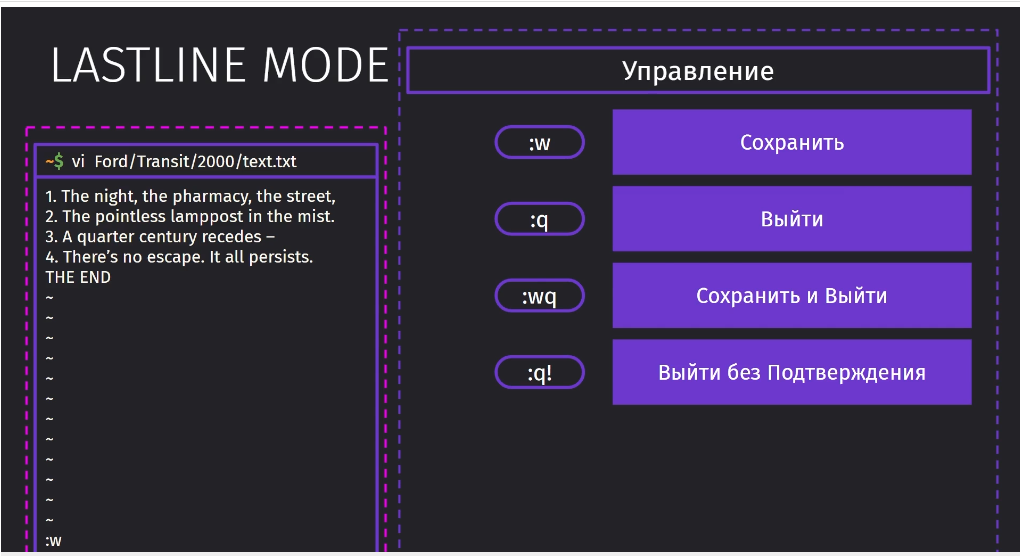 LASTLINE MODE
~$ vi Ford/Transit/2000/text.txt
1. The night, the pharmacy, the street,
2. The pointless lamppost in the mist.
3. A quarter century recedes –
4. There’s no escape. It all persists.
THE END
~
~
~
~
~
~
~
~
~
~
~
~
:w
Управление
:w Сохранить
:q Выйти
:wq Сохранить и Выйти
:q! Выйти без Подтверждения